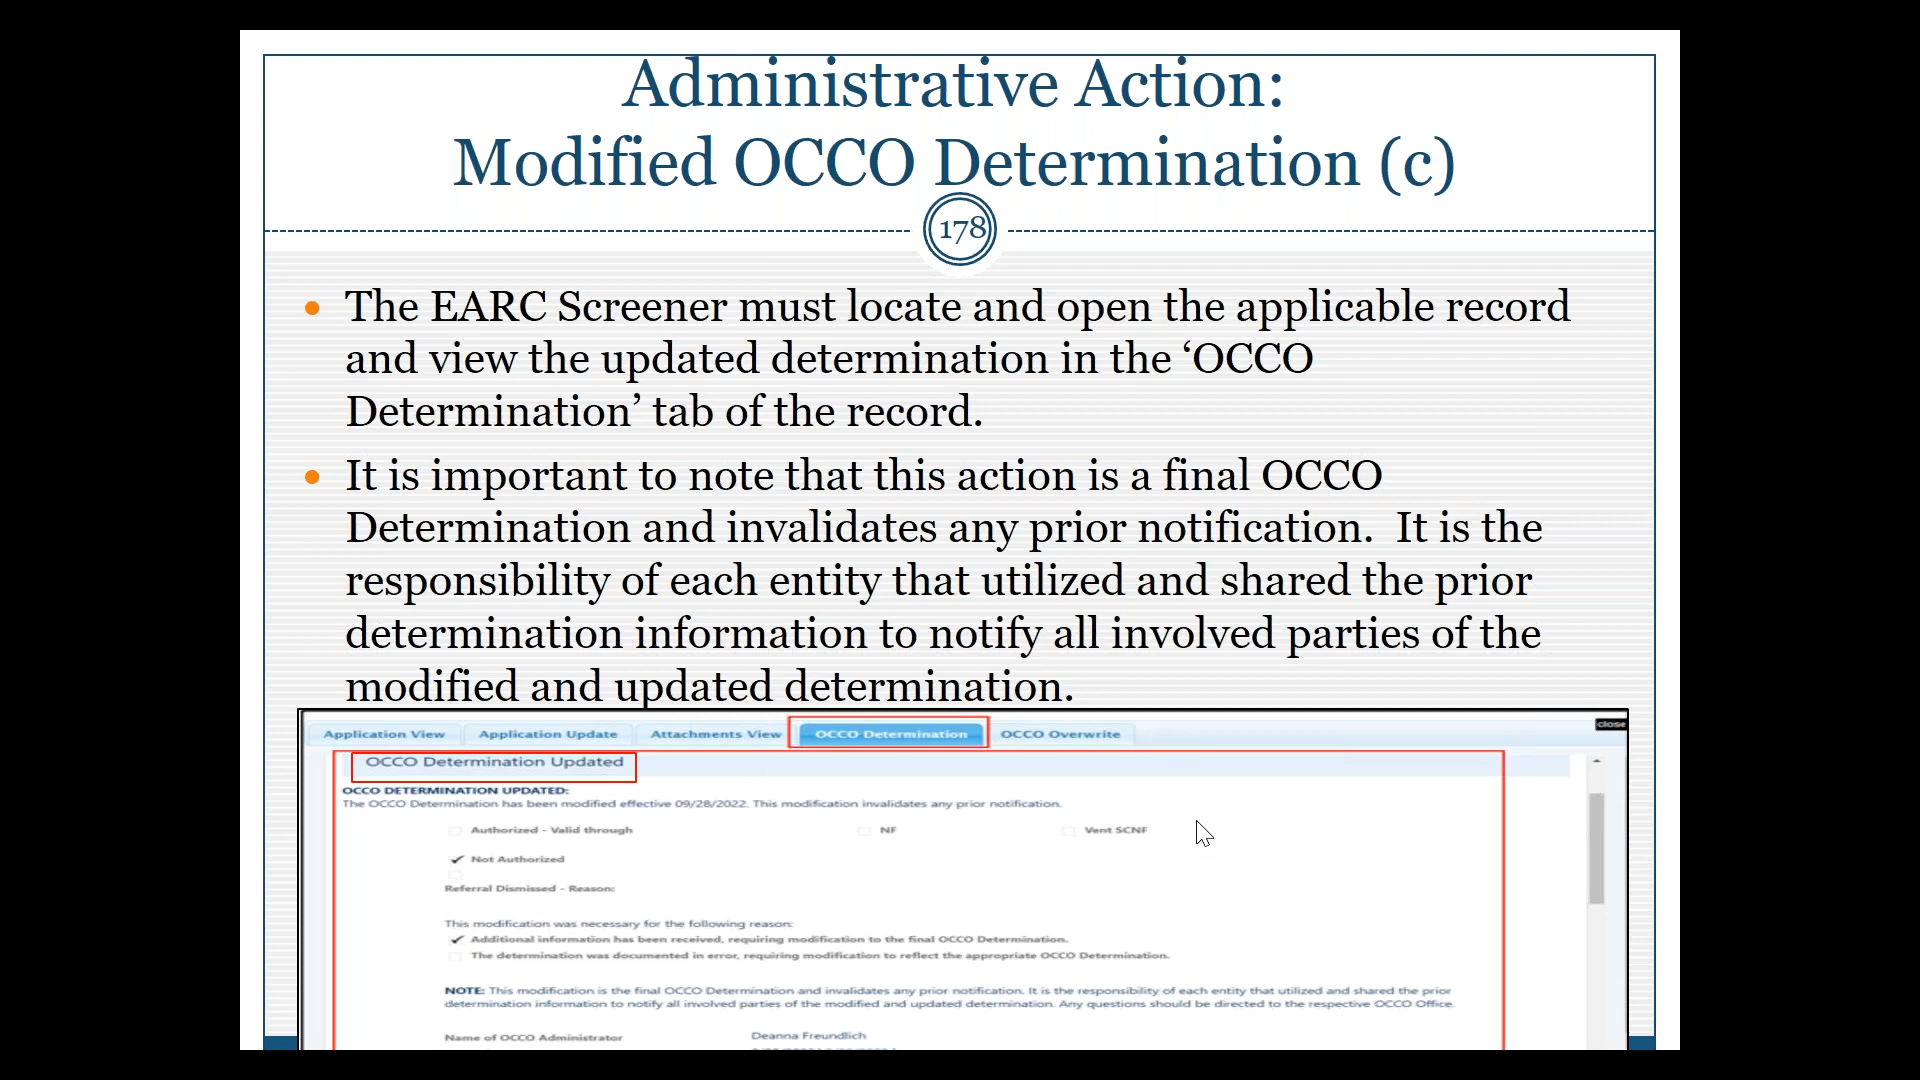 Administrative Action:
Modified OCCO Determination (c)
178
The EARC Screener must locate and open the applicable record
and view the updated determination in the ‘OCCO
Determination’ tab of the record.
It is important to note that this action is a final OCCO
Determination and invalidates any prior notification.  It is the
responsibility of each entity that utilized and shared the prior
determination information to notify all involved parties of the
modified and updated determination.
close
Application View Application Update Attachments View OCCO Determination OCCO Overwrite
OCCO Determination Updated
OCCO DETERMINATION UPDATED:
The OCCO Determination has been modified effective 09/28/2022. This modification invalidates any prior notification.
Authorized - Valid through NF Vent SCNF
Not Authorized
Referral Dismissed - Reason:
This modification was necessary for the following reason:
Additional information has been received, requiring modification to the final OCCO Determination.
The determination was documented in error, requiring modification to reflect the appropriate OCCO Determination.
NOTE: This modification is the final OCCO Determination and invalidates any prior notification. It is the responsibility of each entity that utilized and shared the prior
determination information to notify all involved parties of the modified and updated determination. Any questions should be directed to the respective OCCO Office.
Name of OCCO Administrator Deanna Freundlich